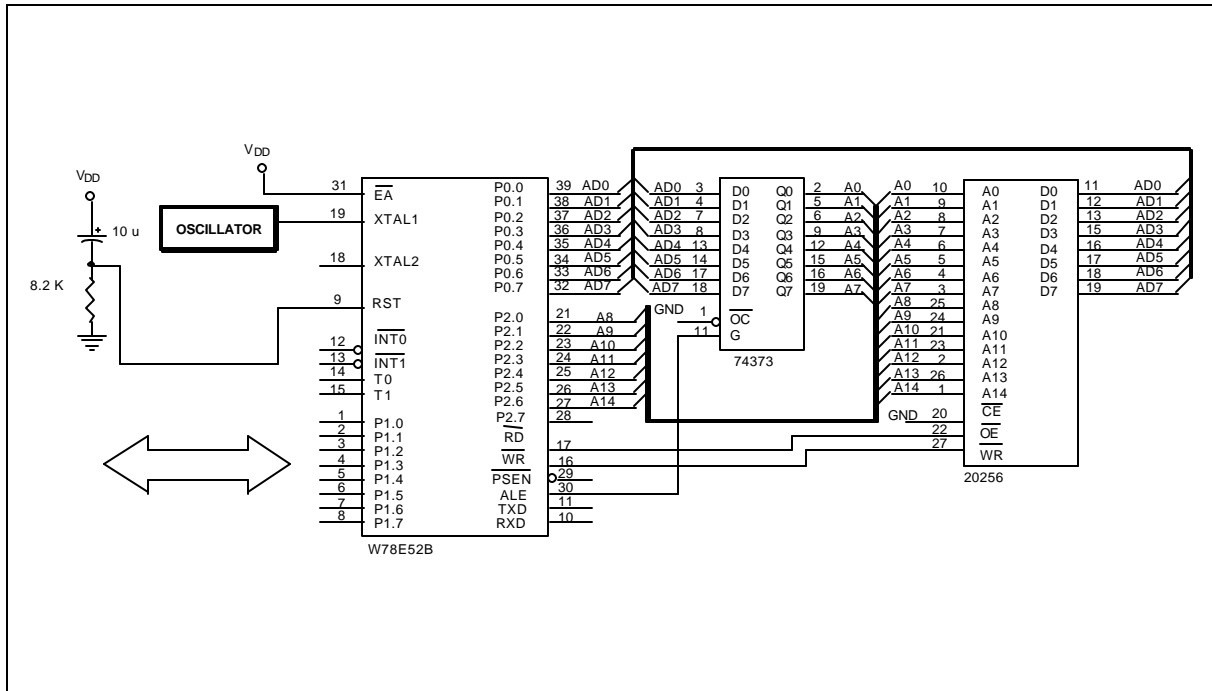 VDD
10 u
8.2 K
VDD
OSCILLATOR
31 EA
19 XTAL1
18 XTAL2
9 RST
12 INT0
13 INT1
14 T0
15 T1
1 P1.0
2 P1.1
3 P1.2
4 P1.3
5 P1.4
6 P1.5
7 P1.6
8 P1.7
P0.0 39 AD0
P0.1 38 AD1
P0.2 37 AD2
P0.3 36 AD3
P0.4 35 AD4
P0.5 34 AD5
P0.6 33 AD6
P0.7 32 AD7
P2.0 21 A8
P2.1 22 A9
P2.2 23 A10
P2.3 24 A11
P2.4 25 A12
P2.5 26 A13
P2.6 27 A14
P2.7 28
RD 17
WR 16
PSEN 29
ALE 30
TXD 11
RXD 10
W78E52B
AD0 3 D0 Q0 2 A0
AD1 4 D1 Q1 5 A1
AD2 7 D2 Q2 6 A2
AD3 8 D3 Q3 9 A3
AD4 13 D4 Q4 12 A4
AD5 14 D5 Q5 15 A5
AD6 17 D6 Q6 16 A6
AD7 18 D7 Q7 19 A7
GND 1 OC
11 G
74373
A0 10 A0 D0 11 AD0
A1 9 A1 D1 12 AD1
A2 8 A2 D2 13 AD2
A3 7 A3 D3 15 AD3
A4 6 A4 D4 16 AD4
A5 5 A5 D5 17 AD5
A6 4 A6 D6 18 AD6
A7 3 A7 D7 19 AD7
A8 25 A8
A9 24 A9
A10 21 A10
A11 23 A11
A12 2 A12
A13 26 A13
A14 1 A14
GND 20 CE
22 OE
27 WR
20256